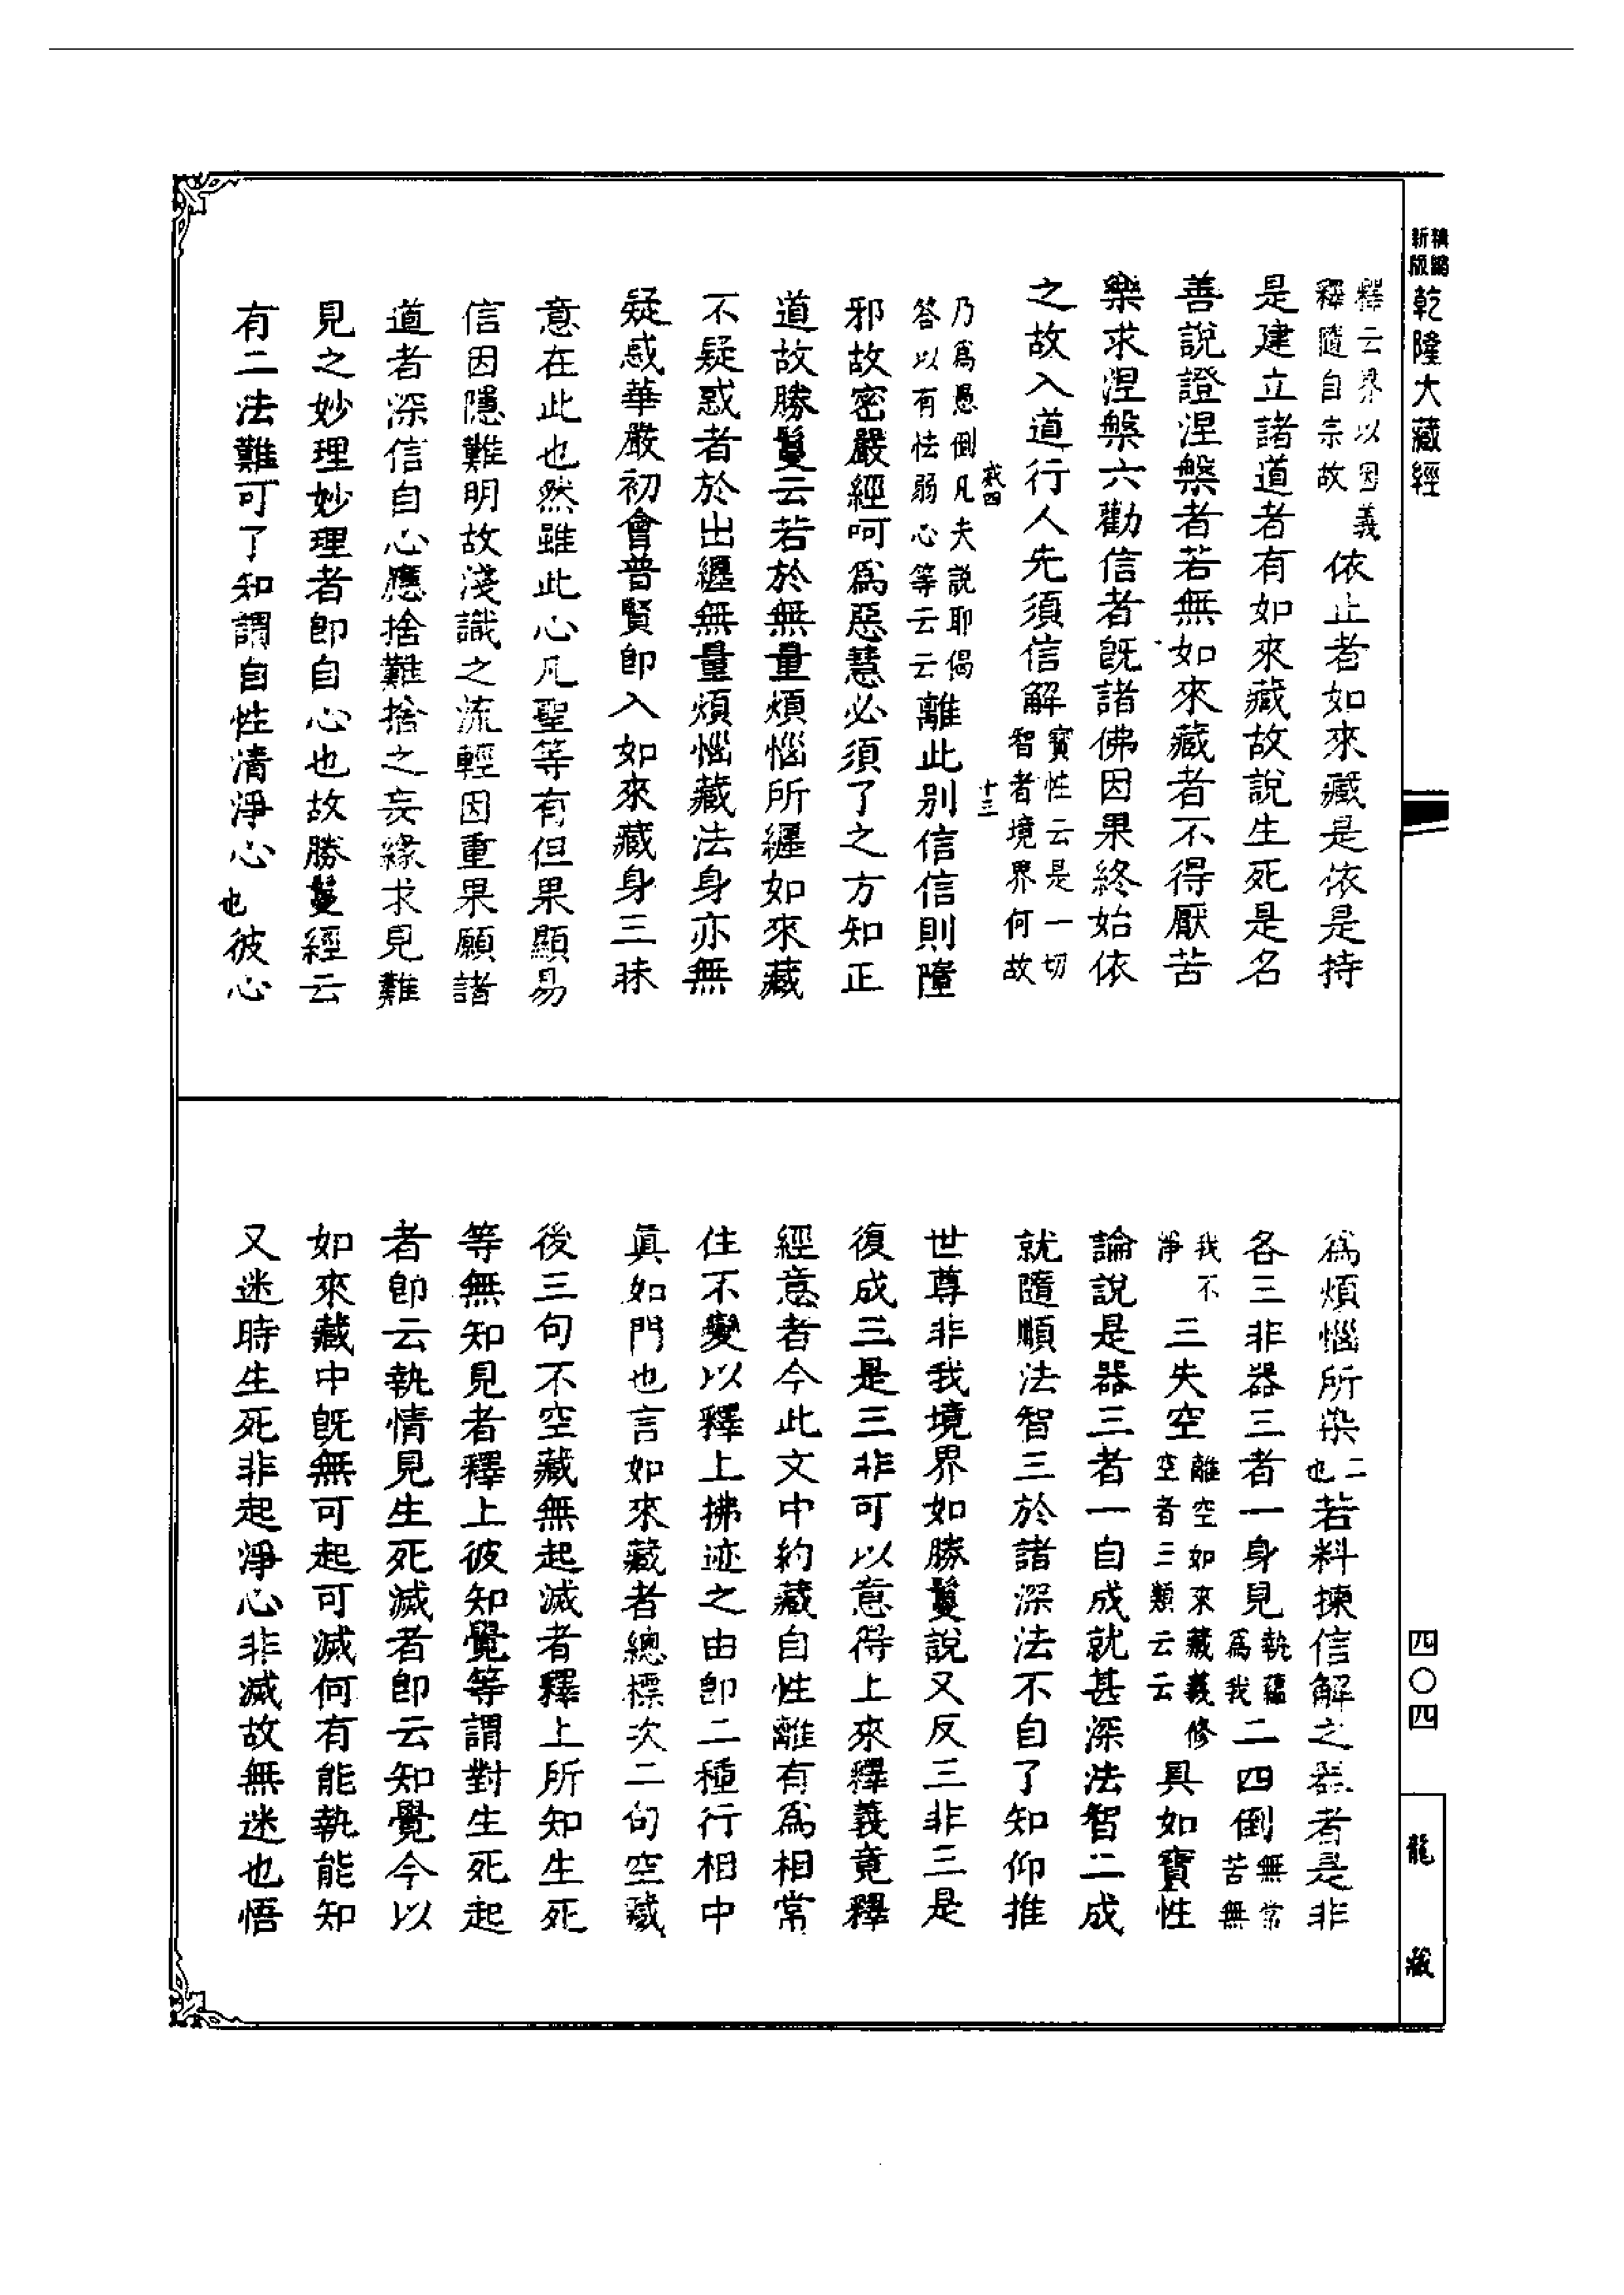 新版
精縮
乾隆大藏經
釋云界以因義
釋隨自宗故
依止者如來藏是依是持
是建立諸道者有如來藏故說生死是名
善說證涅槃者若無如來藏者不得厭苦
樂求涅槃六勸信者既諸佛因果終始依
之故入道行人先須信解
寶性云是一切
智者境界何故
乃為愚倒凡夫說耶偈
答以有怯弱心等云云
離此別信信則墮
邪故密嚴經呵為惡慧必須了之方知正
道故勝鬘云若於無量煩惱所纏如來藏
不疑惑者於出纏無量煩惱藏法身亦無
疑惑華嚴初會普賢即入如來藏身三昧
意在此也然雖此心凡聖等有但果顯易
信因隱難明故淺識之流輕因重果願諸
道者深信自心應捨難捨之妄緣求見難
見之妙理妙理者即自心也故勝鬘經云
有二法難可了知謂自性清淨心也彼心
為煩惱所染
二
也
若料揀信解之器者是非
各三非器三者一身見
執蘊
為我
二四倒
無常
苦無
我不
淨
三失空
離空如來藏義修
空者三類云云
具如寶性
論說是器三者一自成就甚深法智二成
就隨順法智三於諸深法不自了知仰推
世尊非我境界如勝鬘說又反三非三是
復成三是三非可以意得上來釋義竟釋
經意者今此文中約藏自性離有為相常
住不變以釋上拂迹之由即二種行相中
真如門也言如來藏者總標次二句空藏
後三句不空藏無起滅者釋上所知生死
等無知見者釋上彼知覺等謂對生死起
者即云執情見生死滅者即云知覺今以
如來藏中既無可起可滅何有能執能知
又迷時生死非起淨心非滅故無迷也悟
四〇四
龍藏